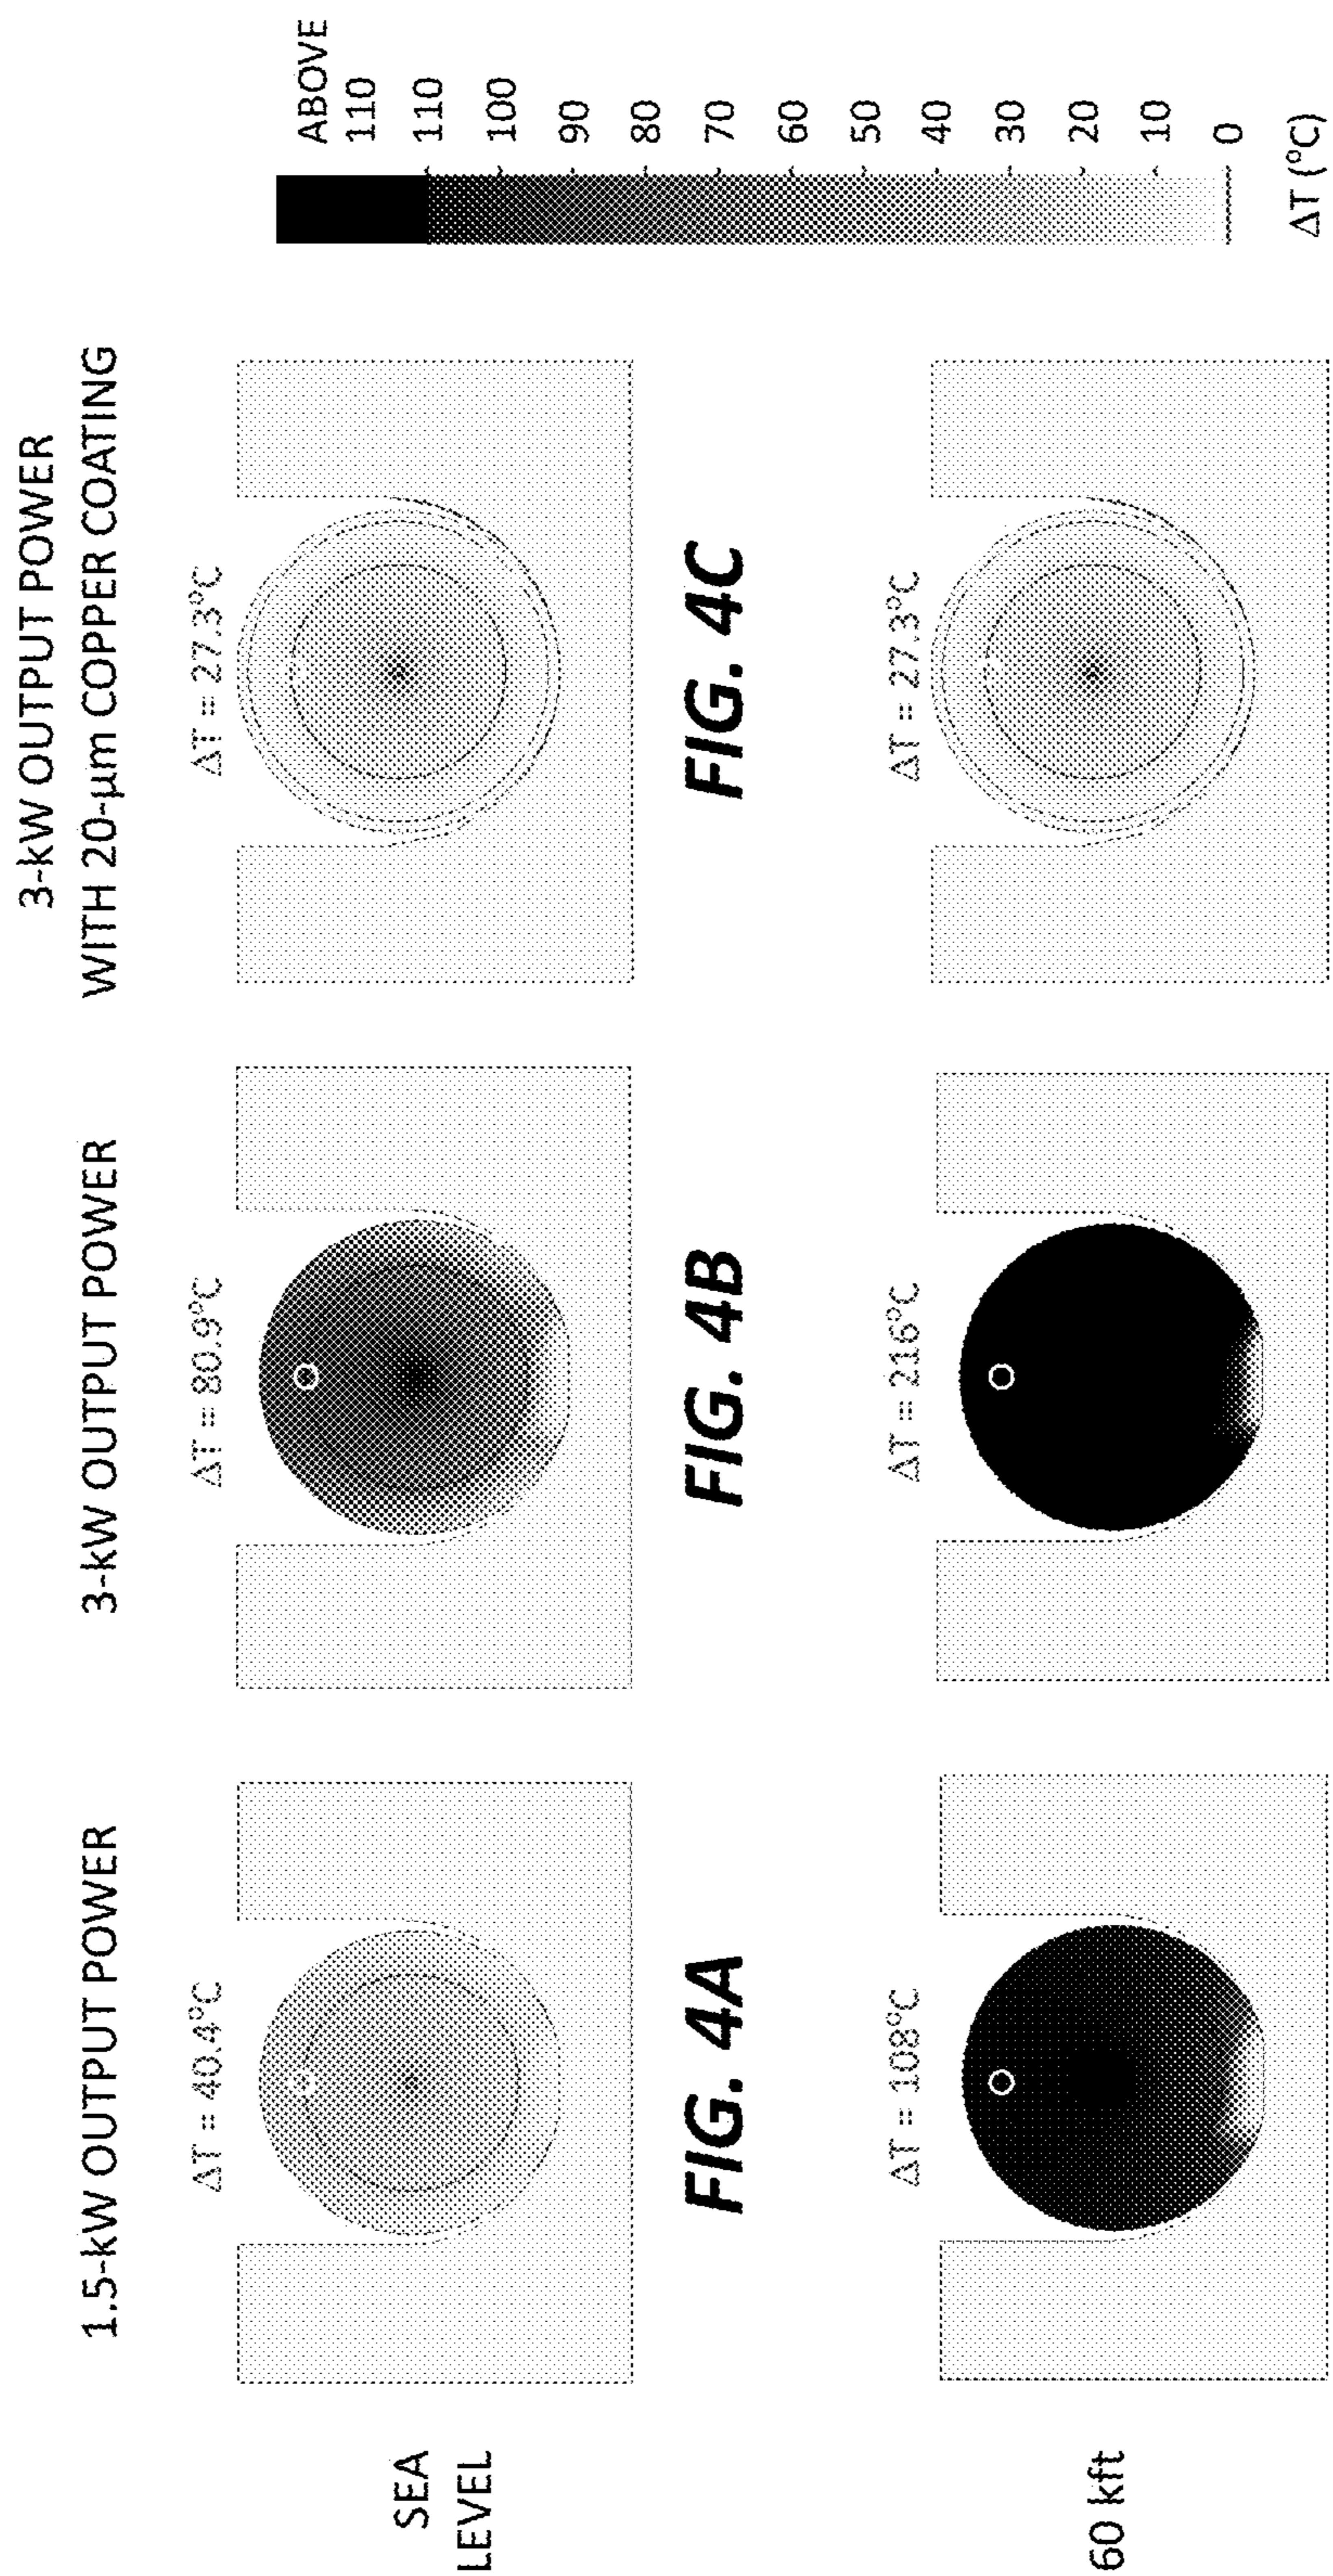 1.5-kW OUTPUT POWER
3-kW OUTPUT POWER
3-kW OUTPUT POWER
WITH 20-µm COPPER COATING
SEA
LEVEL
ΔT = 40.4°C
ΔT = 80.9°C
ΔT = 27.3°C
FIG. 4A
FIG. 4B
FIG. 4C
60 kft
ΔT = 108°C
ΔT = 216°C
ΔT = 27.3°C
ABOVE
110
110
100
90
80
70
60
50
40
30
20
10
0
ΔT (°C)